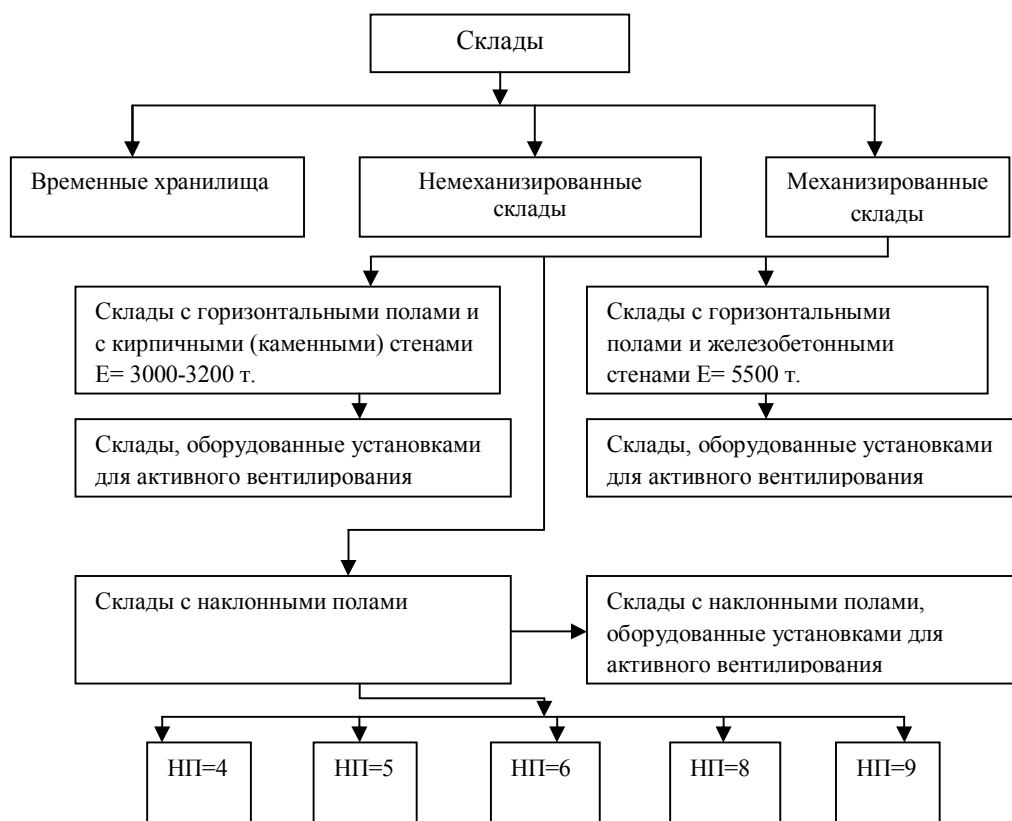 Склады
Временные хранилища
Немеханизированные
склады
Механизированные
склады
Склады с горизонтальными полами и
с кирпичными (каменными) стенами
Е= 3000-3200 т.
Склады с горизонтальными
полами и железобетонными
стенами Е= 5500 т.
Склады, оборудованные установками
для активного вентилирования
Склады, оборудованные установками
для активного вентилирования
Склады с наклонными полами
Склады с наклонными полами,
оборудованные установками для
активного вентилирования
НП=4
НП=5
НП=6
НП=8
НП=9